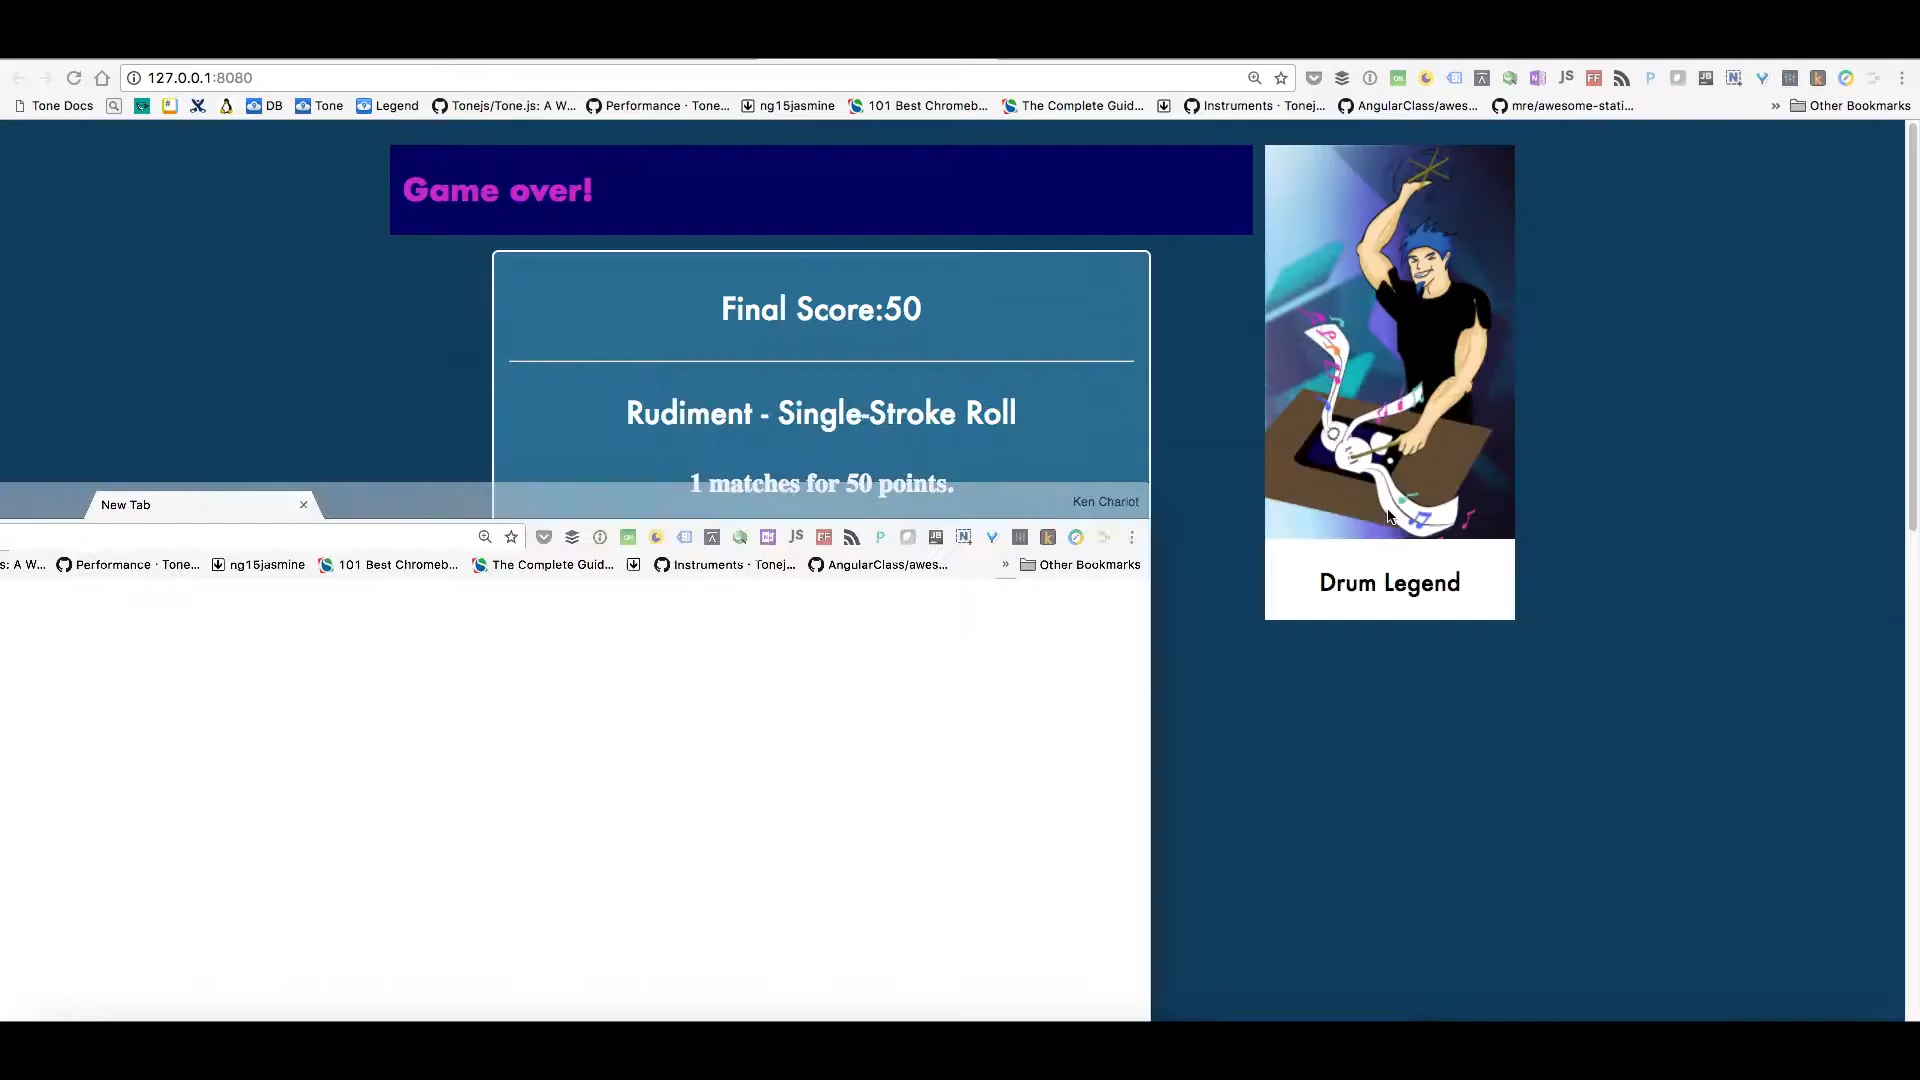 127.0.0.1:8080
Tone Docs DB Tone Legend Tonejs/Tone.js: A W... Performance · Tone... ng15jasmine 101 Best Chromeb... The Complete Guid... Instruments · Tonej... AngularClass/awes... mre/awesome-stati... » Other Bookmarks
Game over!
Final Score:50
Rudiment - Single-Stroke Roll
1 matches for 50 points.
Drum Legend
New Tab
Ken Chariot
s: A W... Performance · Tone... ng15jasmine 101 Best Chromeb... The Complete Guid... Instruments · Tonej... AngularClass/awes... » Other Bookmarks